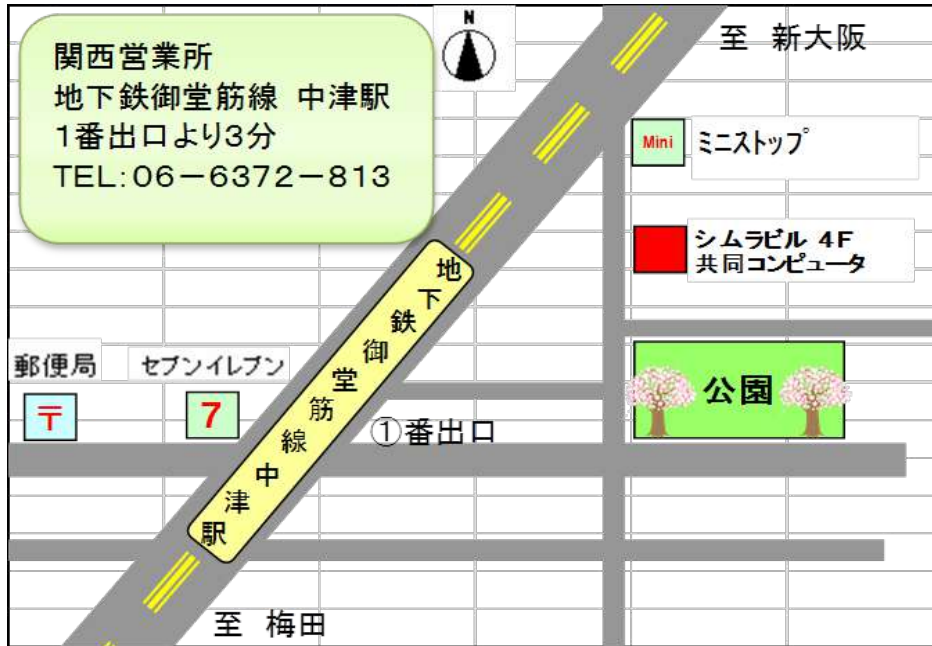 関西営業所
地下鉄御堂筋線 中津駅
1番出口より3分
TEL:06-6372-813
N
至 新大阪
Mini ミニストップ
シムラビル 4F
共同コンピュータ
地下鉄御堂筋線中津駅
郵便局 セブンイレブン
〒 7
公園
①番出口
至 梅田